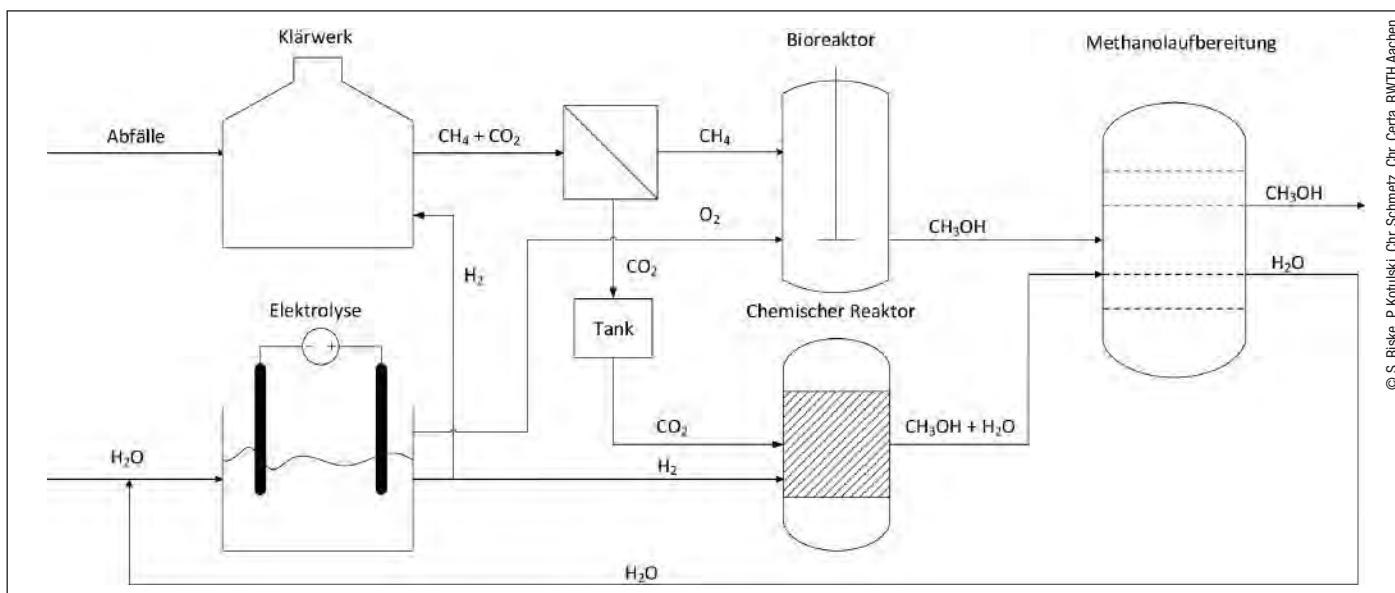 Klärwerk
Bioreaktor
Methanolaufbereitung
Abfälle
CH₄ + CO₂
CH₄
O₂
CH₃OH
CH₃OH
H₂O
H₂
CO₂
Elektrolyse
− +
Tank
Chemischer Reaktor
CO₂
CH₃OH + H₂O
H₂O
H₂
H₂O
© S. Biske, P. Kotulski, Chr. Schmetz, Chr. Certa, RWTH Aachen